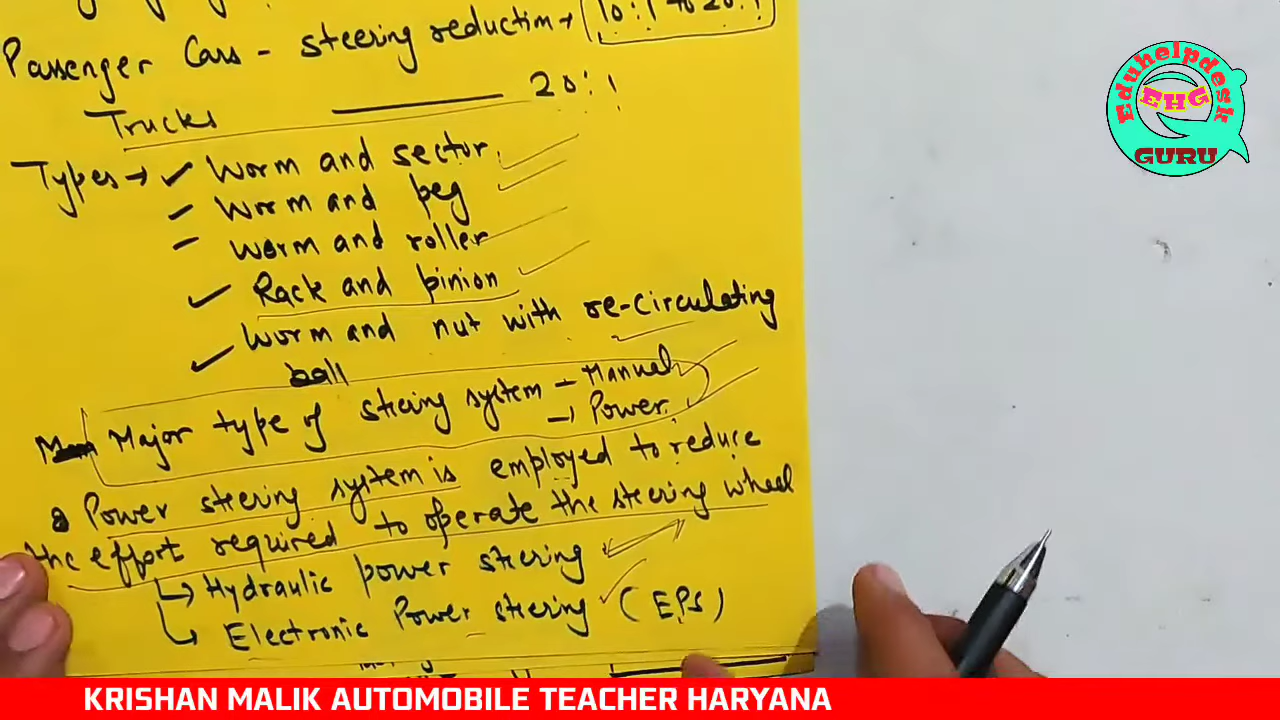 Passenger Cars - steering reduction → 10:1 to 20:1
Trucks 20:1
Types → Worm and sector
Worm and peg
Worm and roller
Rack and pinion
Worm and nut with re-circulating
ball
Major type of steering system - Manual
→ Power
Power steering system is employed to reduce
the effort required to operate the steering wheel
Hydraulic power steering
Electronic Power steering (EPS)
Eduhelpdesk
EHG
GURU
KRISHAN MALIK AUTOMOBILE TEACHER HARYANA